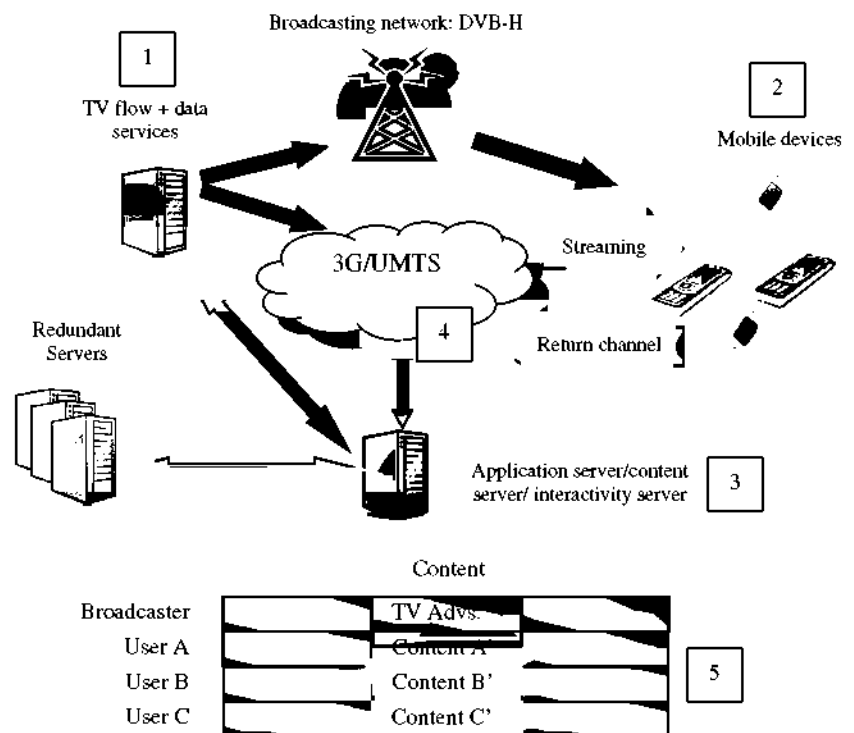 Broadcasting network: DVB-H
1
TV flow + data
services
2
Mobile devices
3G/UMTS
Streaming
4
Return channel
Redundant
Servers
Application server/content
server/ interactivity server
3
Content
Broadcaster
TV Advs.
User A
Content A'
User B
Content B'
User C
Content C'
5